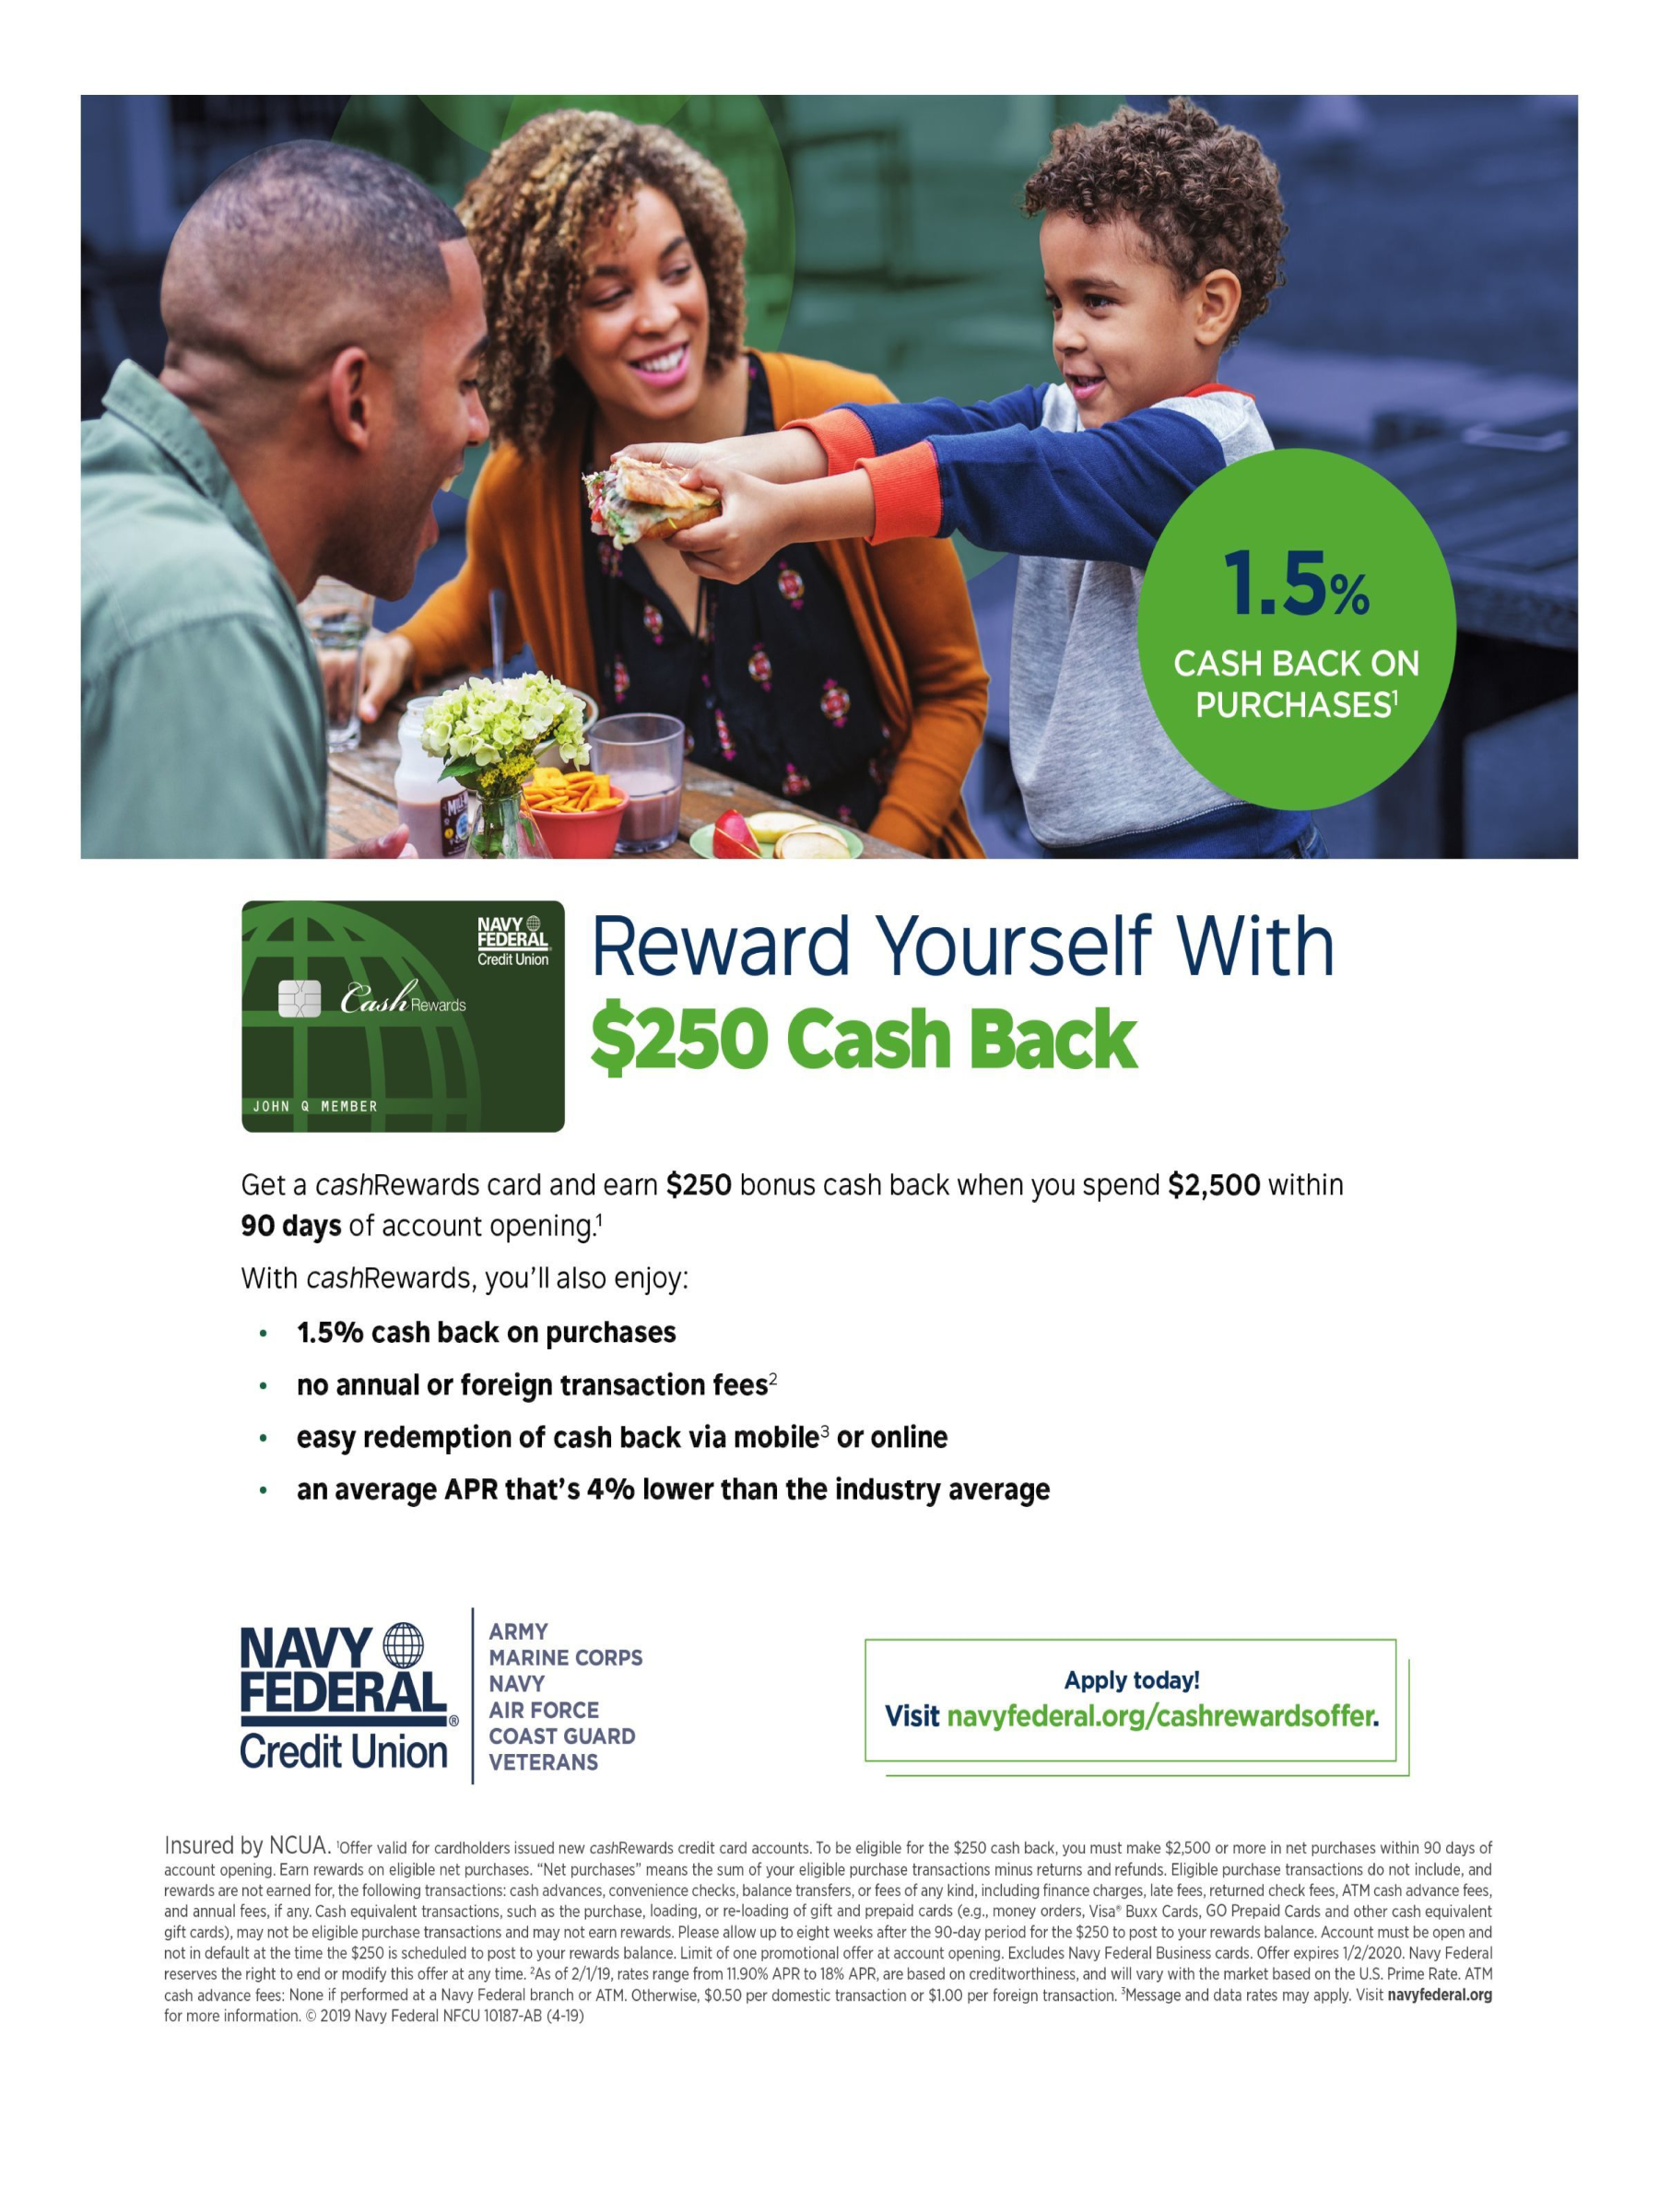 1.5%
CASH BACK ON
PURCHASES¹
NAVY
FEDERAL
Credit Union
Cash Rewards
JOHN Q MEMBER
Reward Yourself With
$250 Cash Back
Get a cashRewards card and earn $250 bonus cash back when you spend $2,500 within
90 days of account opening.¹
With cashRewards, you'll also enjoy:
• 1.5% cash back on purchases
• no annual or foreign transaction fees²
• easy redemption of cash back via mobile³ or online
• an average APR that's 4% lower than the industry average
NAVY
FEDERAL®
Credit Union
ARMY
MARINE CORPS
NAVY
AIR FORCE
COAST GUARD
VETERANS
Apply today!
Visit navyfederal.org/cashrewardsoffer.
Insured by NCUA. ¹Offer valid for cardholders issued new cashRewards credit card accounts. To be eligible for the $250 cash back, you must make $2,500 or more in net purchases within 90 days of
account opening. Earn rewards on eligible net purchases. “Net purchases” means the sum of your eligible purchase transactions minus returns and refunds. Eligible purchase transactions do not include, and
rewards are not earned for, the following transactions: cash advances, convenience checks, balance transfers, or fees of any kind, including finance charges, late fees, returned check fees, ATM cash advance fees,
and annual fees, if any. Cash equivalent transactions, such as the purchase, loading, or re-loading of gift and prepaid cards (e.g., money orders, Visa® Buxx Cards, GO Prepaid Cards and other cash equivalent
gift cards), may not be eligible purchase transactions and may not earn rewards. Please allow up to eight weeks after the 90-day period for the $250 to post to your rewards balance. Account must be open and
not in default at the time the $250 is scheduled to post to your rewards balance. Limit of one promotional offer at account opening. Excludes Navy Federal Business cards. Offer expires 1/2/2020. Navy Federal
reserves the right to end or modify this offer at any time. ²As of 2/1/19, rates range from 11.90% APR to 18% APR, are based on creditworthiness, and will vary with the market based on the U.S. Prime Rate. ATM
cash advance fees: None if performed at a Navy Federal branch or ATM. Otherwise, $0.50 per domestic transaction or $1.00 per foreign transaction. ³Message and data rates may apply. Visit navyfederal.org
for more information. © 2019 Navy Federal NFCU 10187-AB (4-19)